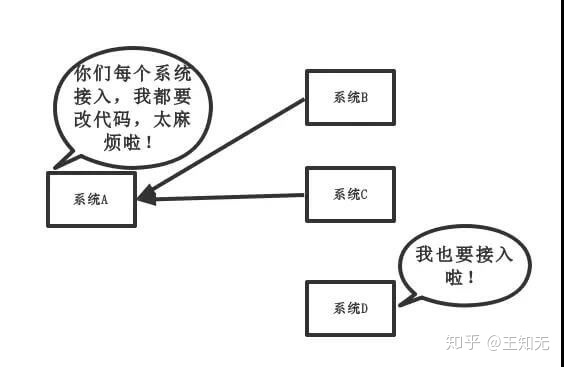 你们每个系统
接入，我都要
改代码，太麻
烦啦！
系统B
系统A
系统C
我也要接入
啦！
系统D
知乎 @王知无